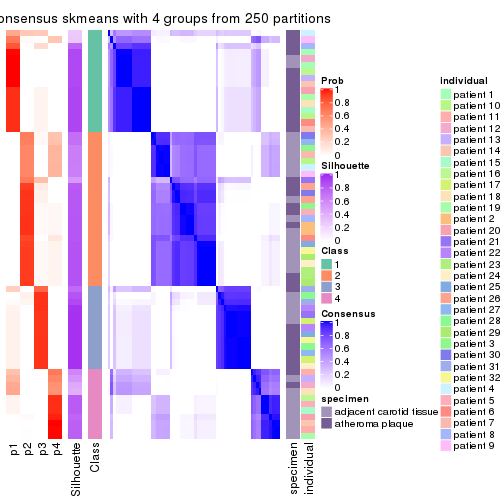 onsensus skmeans with 4 groups from 250 partitions
Prob
1
0.8
0.6
0.4
0.2
0
Silhouette
1
0.8
0.6
0.4
0.2
0
Class
1
2
3
4
Consensus
1
0.8
0.6
0.4
0.2
0
specimen
adjacent carotid tissue
atheroma plaque
individual
patient 1
patient 10
patient 11
patient 12
patient 13
patient 14
patient 15
patient 16
patient 17
patient 18
patient 19
patient 2
patient 20
patient 21
patient 22
patient 23
patient 24
patient 25
patient 26
patient 27
patient 28
patient 29
patient 3
patient 30
patient 31
patient 32
patient 4
patient 5
patient 6
patient 7
patient 8
patient 9
p1
p2
p3
p4
Silhouette
Class
specimen
individual